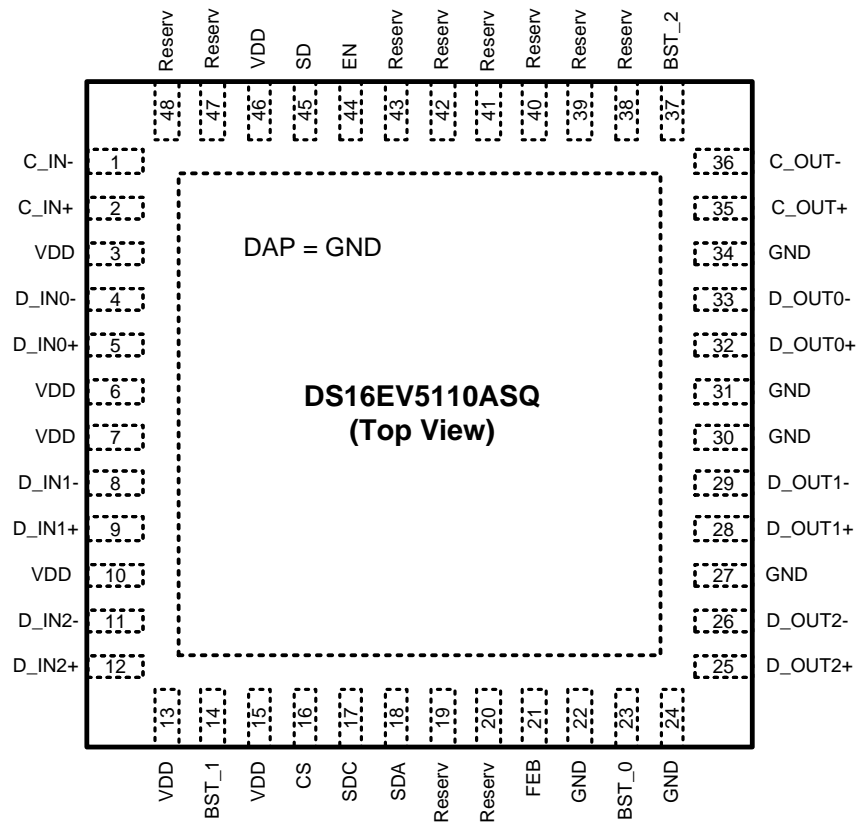 Reserv
Reserv
VDD
SD
EN
Reserv
Reserv
Reserv
Reserv
Reserv
Reserv
BST_2
48
47
46
45
44
43
42
41
40
39
38
37
C_IN- 1
C_IN+ 2
VDD 3
D_IN0- 4
D_IN0+ 5
VDD 6
VDD 7
D_IN1- 8
D_IN1+ 9
VDD 10
D_IN2- 11
D_IN2+ 12
DAP = GND
DS16EV5110ASQ
(Top View)
36 C_OUT-
35 C_OUT+
34 GND
33 D_OUT0-
32 D_OUT0+
31 GND
30 GND
29 D_OUT1-
28 D_OUT1+
27 GND
26 D_OUT2-
25 D_OUT2+
13
14
15
16
17
18
19
20
21
22
23
24
VDD
BST_1
VDD
CS
SDC
SDA
Reserv
Reserv
FEB
GND
BST_0
GND